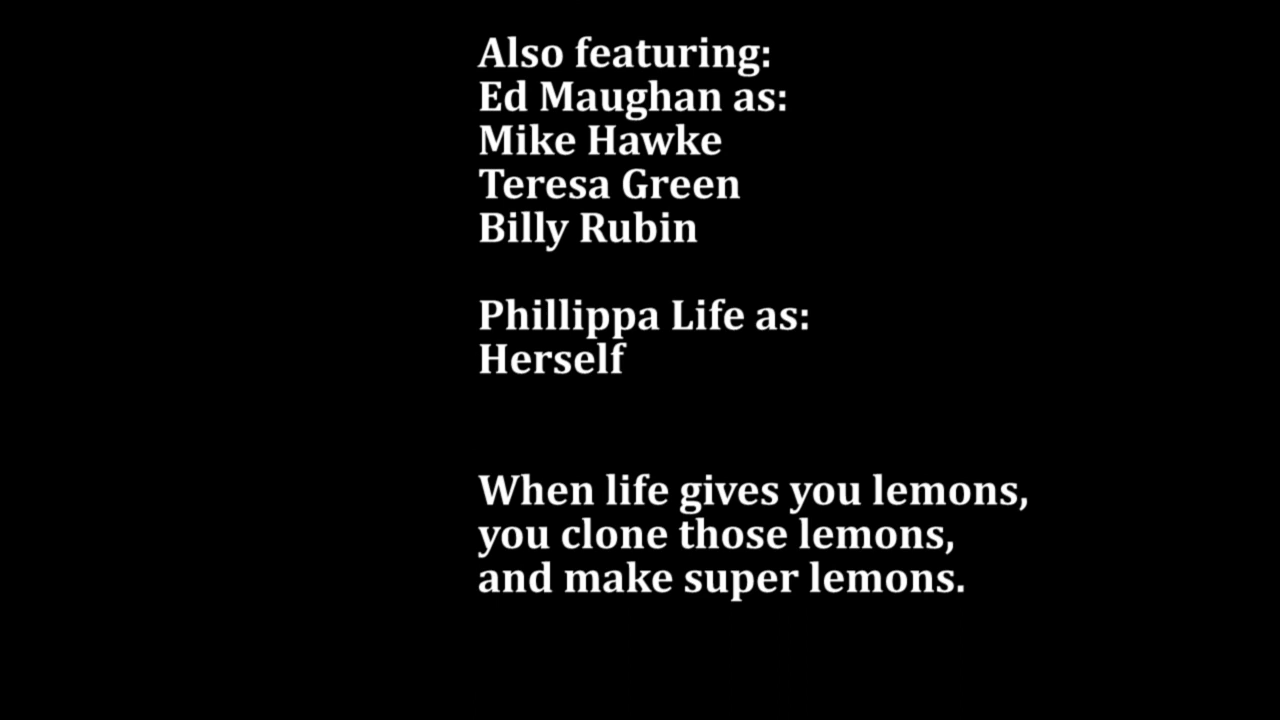 Also featuring:
Ed Maughan as:
Mike Hawke
Teresa Green
Billy Rubin
Phillippa Life as:
Herself
When life gives you lemons,
you clone those lemons,
and make super lemons.